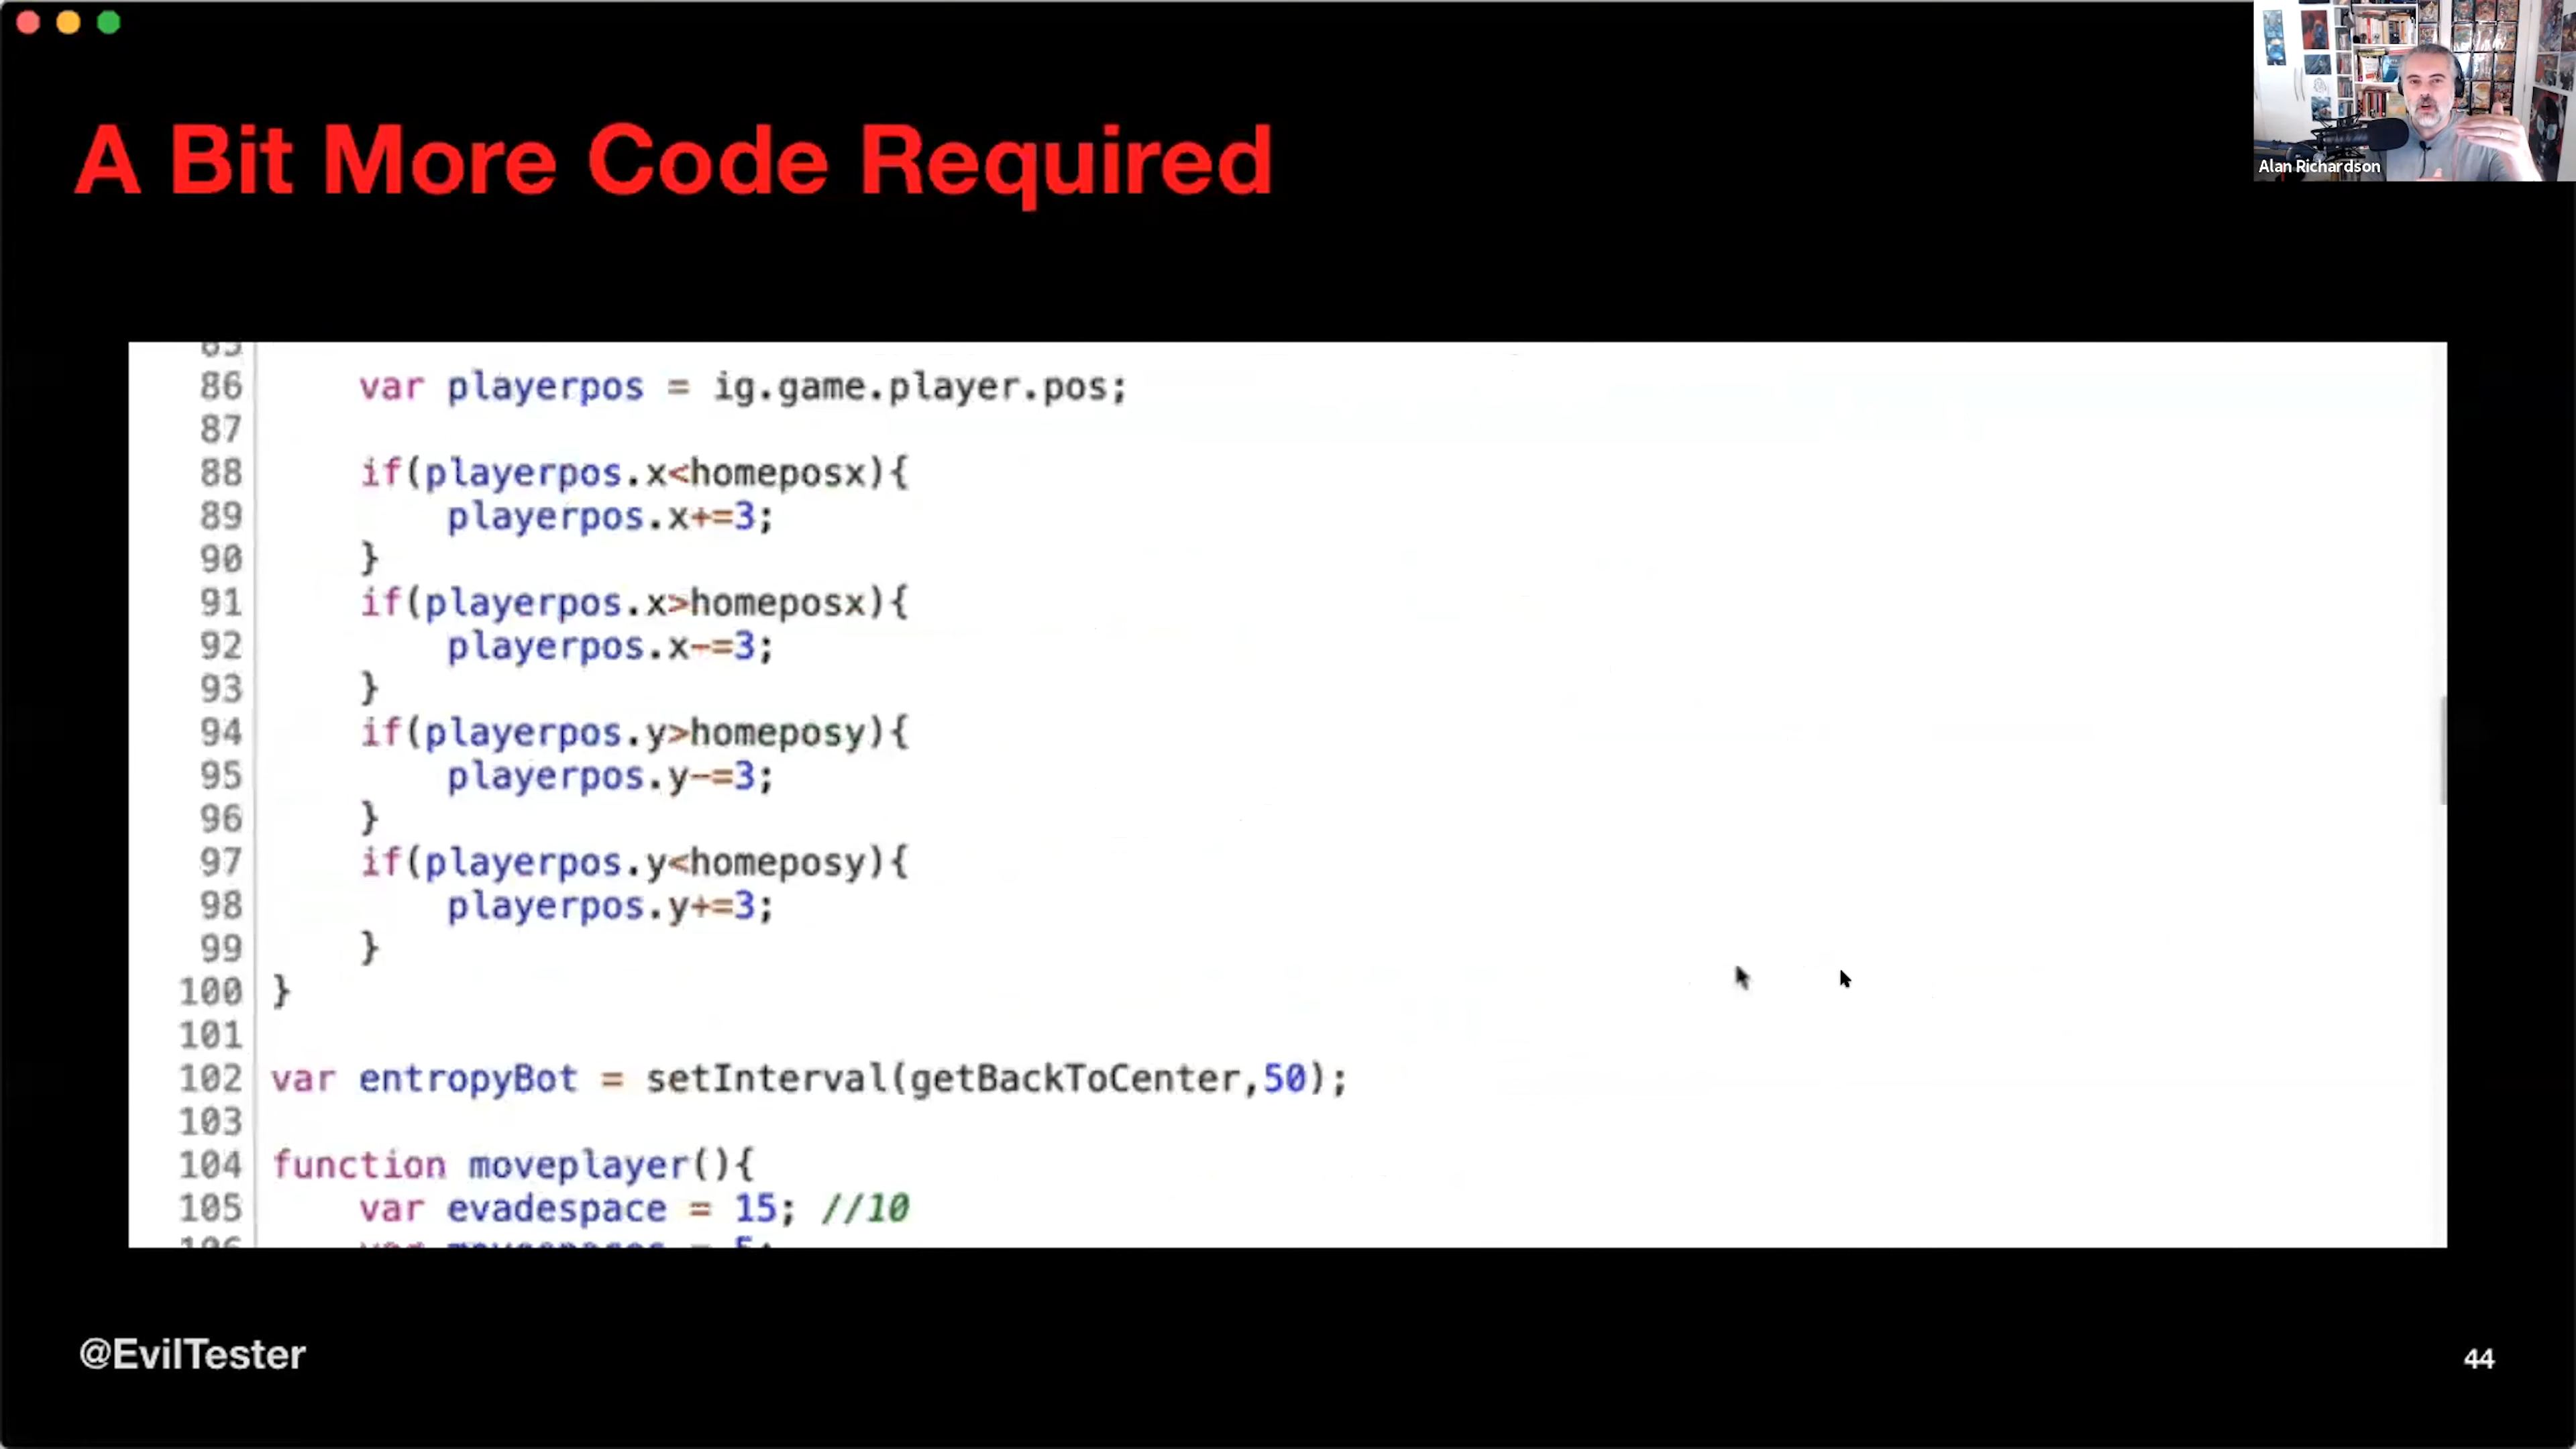 A Bit More Code Required
Alan Richardson
85
86 var playerpos = ig.game.player.pos;
87
88 if(playerpos.x<homeposx){
89 playerpos.x+=3;
90 }
91 if(playerpos.x>homeposx){
92 playerpos.x-=3;
93 }
94 if(playerpos.y>homeposy){
95 playerpos.y-=3;
96 }
97 if(playerpos.y<homeposy){
98 playerpos.y+=3;
99 }
100 }
101
102 var entropyBot = setInterval(getBackToCenter,50);
103
104 function moveplayer(){
105 var evadespace = 15; //10
@EvilTester
44